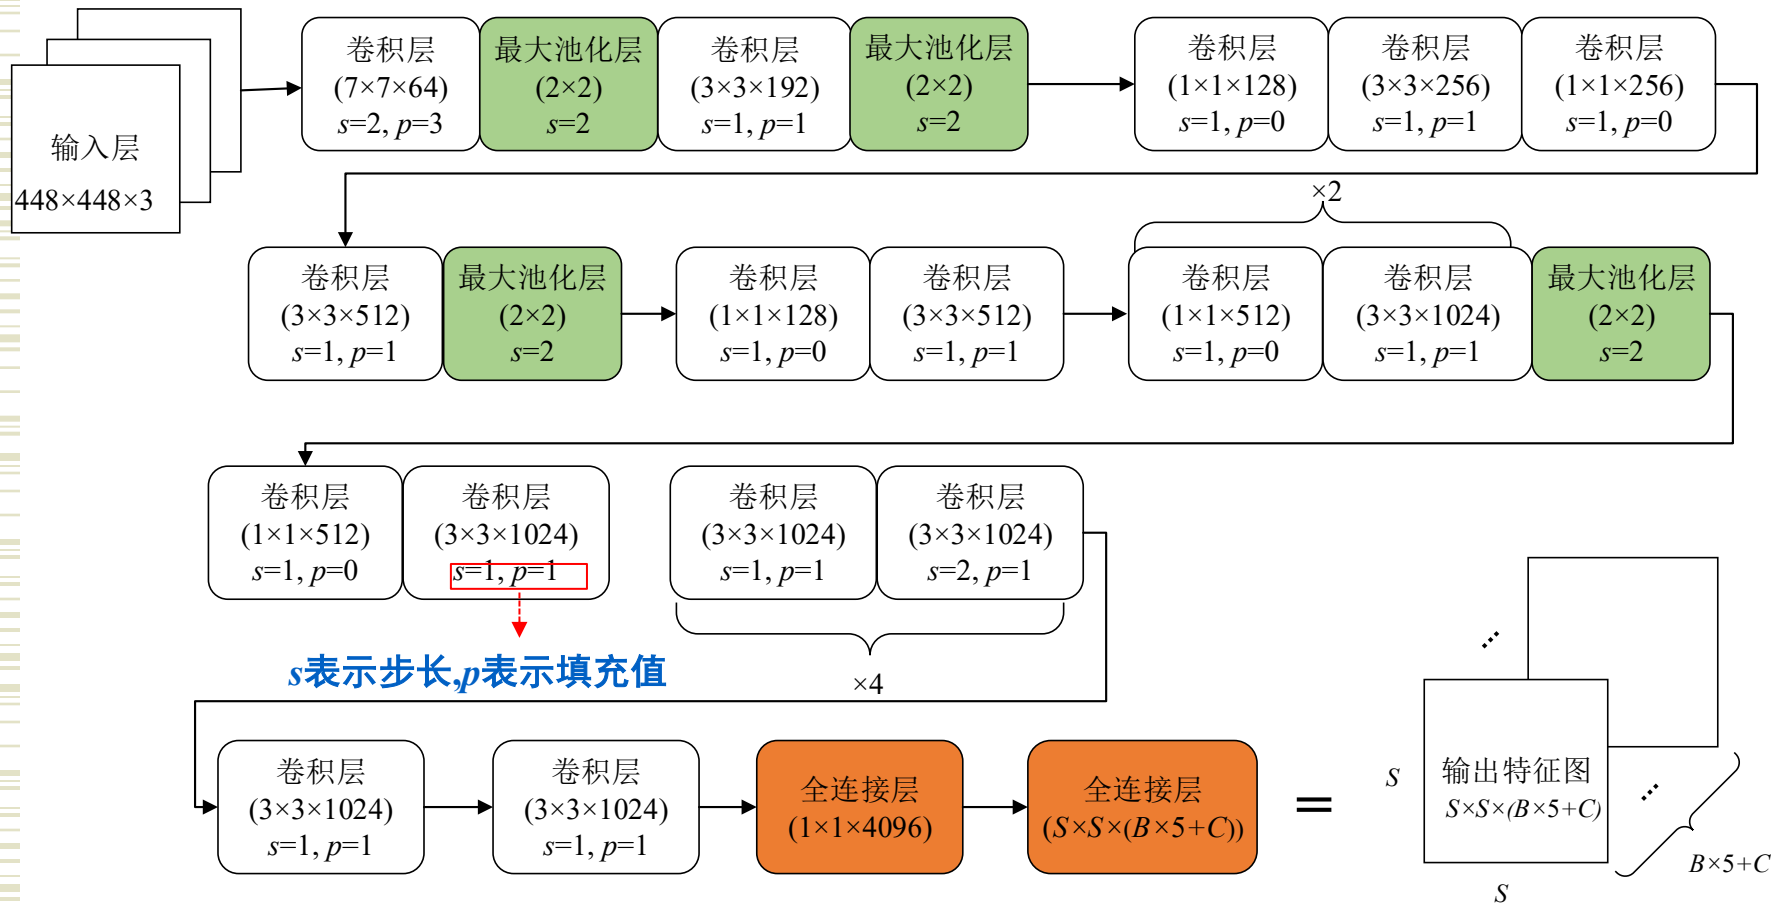 输入层
448×448×3
卷积层
(7×7×64)
s=2, p=3
最大池化层
(2×2)
s=2
卷积层
(3×3×192)
s=1, p=1
最大池化层
(2×2)
s=2
卷积层
(1×1×128)
s=1, p=0
卷积层
(3×3×256)
s=1, p=1
卷积层
(1×1×256)
s=1, p=0
卷积层
(3×3×512)
s=1, p=1
最大池化层
(2×2)
s=2
卷积层
(1×1×128)
s=1, p=0
卷积层
(3×3×512)
s=1, p=1
×2
卷积层
(1×1×512)
s=1, p=0
卷积层
(3×3×1024)
s=1, p=1
最大池化层
(2×2)
s=2
卷积层
(1×1×512)
s=1, p=0
卷积层
(3×3×1024)
s=1, p=1
s表示步长,p表示填充值
卷积层
(3×3×1024)
s=1, p=1
卷积层
(3×3×1024)
s=2, p=1
×4
卷积层
(3×3×1024)
s=1, p=1
卷积层
(3×3×1024)
s=1, p=1
全连接层
(1×1×4096)
全连接层
(S×S×(B×5+C))
=
S
输出特征图
S×S×(B×5+C)
...
...
B×5+C
S